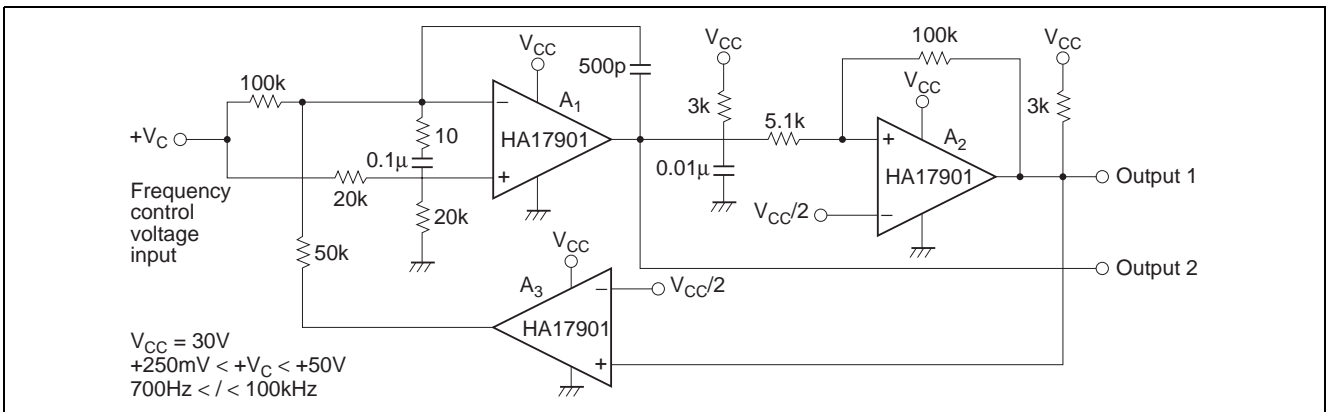 100k
V_CC
500p
V_CC
100k
V_CC
A_1
10
HA17901
3k
5.1k
V_CC
3k
A_2
+V_C
0.1μ
0.01μ
HA17901
Output 1
Frequency
control
voltage
input
20k
20k
V_CC/2
50k
V_CC
A_3
V_CC/2
Output 2
HA17901
V_CC = 30V
+250mV < +V_C < +50V
700Hz < / < 100kHz
−
+
+
−
−
+